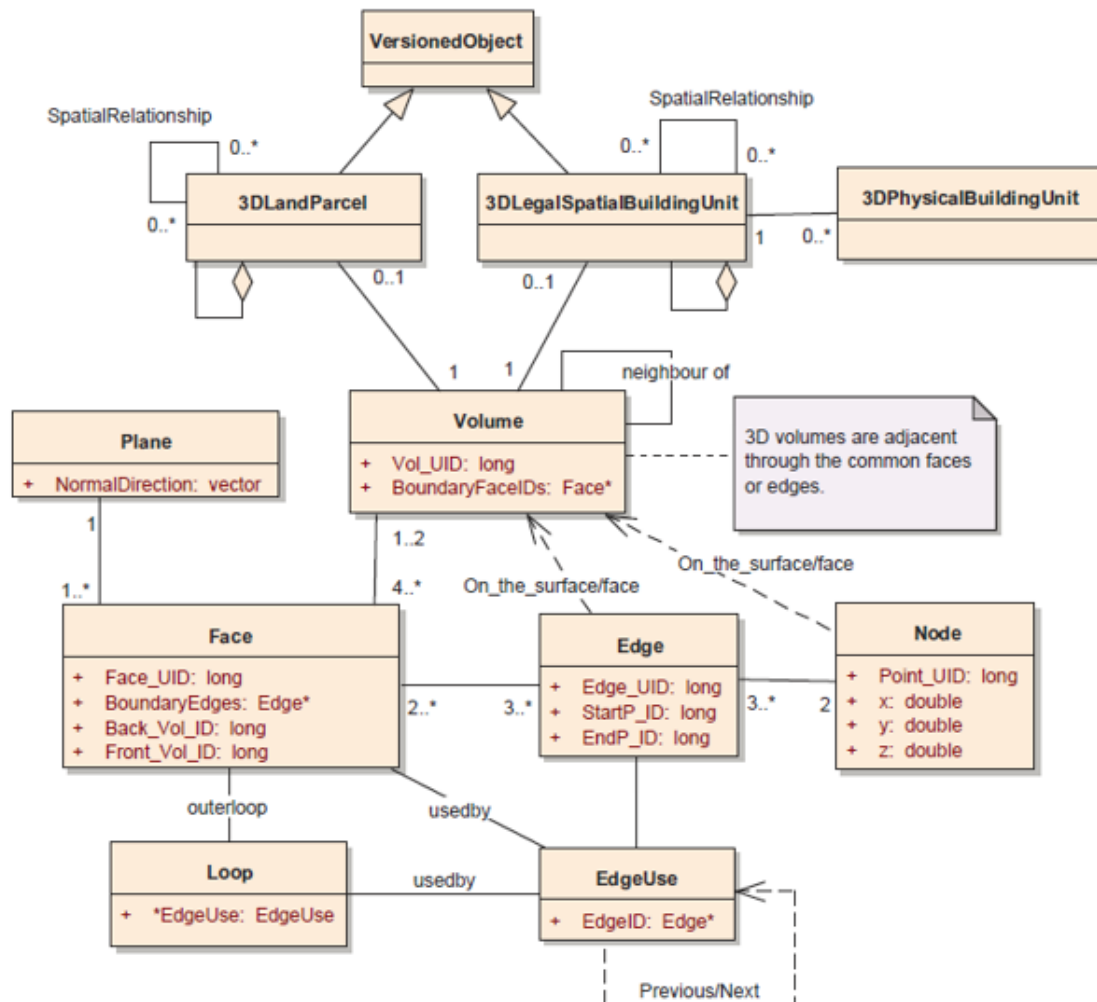 VersionedObject
SpatialRelationship
SpatialRelationship
0..*
0..*
0..*
0..*
3DLandParcel
3DLegalSpatialBuildingUnit
3DPhysicalBuildingUnit
1
0..*
0..1
0..1
1
1
neighbour of
Volume
+ Vol_UID: long
+ BoundaryFaceIDs: Face*
3D volumes are adjacent
through the common faces
or edges.
Plane
+ NormalDirection: vector
1
1..*
1..2
4..*
On_the_surface/face
On_the_surface/face
Face
+ Face_UID: long
+ BoundaryEdges: Edge*
+ Back_Vol_ID: long
+ Front_Vol_ID: long
2..*
3..*
Edge
+ Edge_UID: long
+ StartP_ID: long
+ EndP_ID: long
3..*
2
Node
+ Point_UID: long
+ x: double
+ y: double
+ z: double
outerloop
usedby
Loop
+ *EdgeUse: EdgeUse
usedby
EdgeUse
+ EdgeID: Edge*
Previous/Next